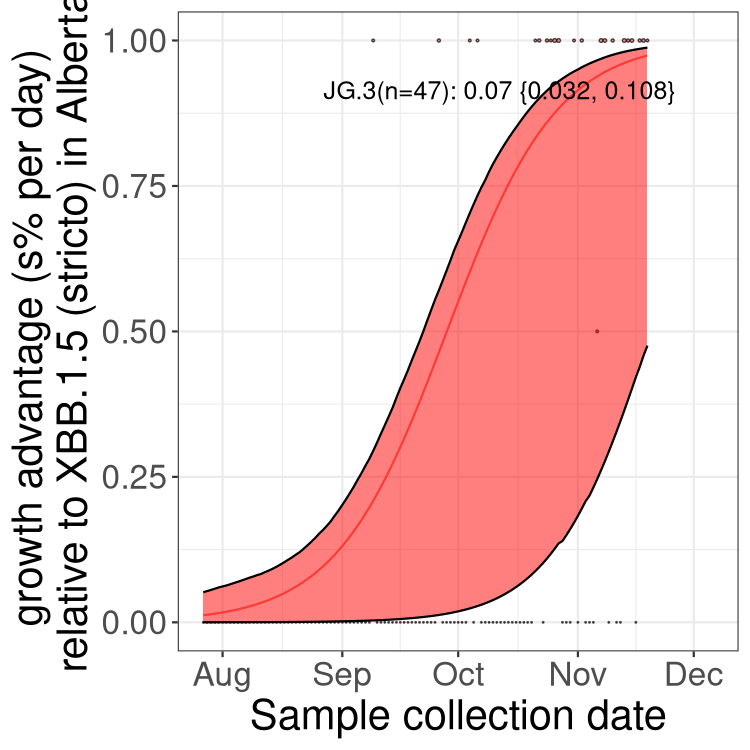 growth advantage (s% per day)
relative to XBB.1.5 (stricto) in Alberta
1.00
0.75
0.50
0.25
0.00
JG.3(n=47): 0.07 {0.032, 0.108}
Aug Sep Oct Nov Dec
Sample collection date